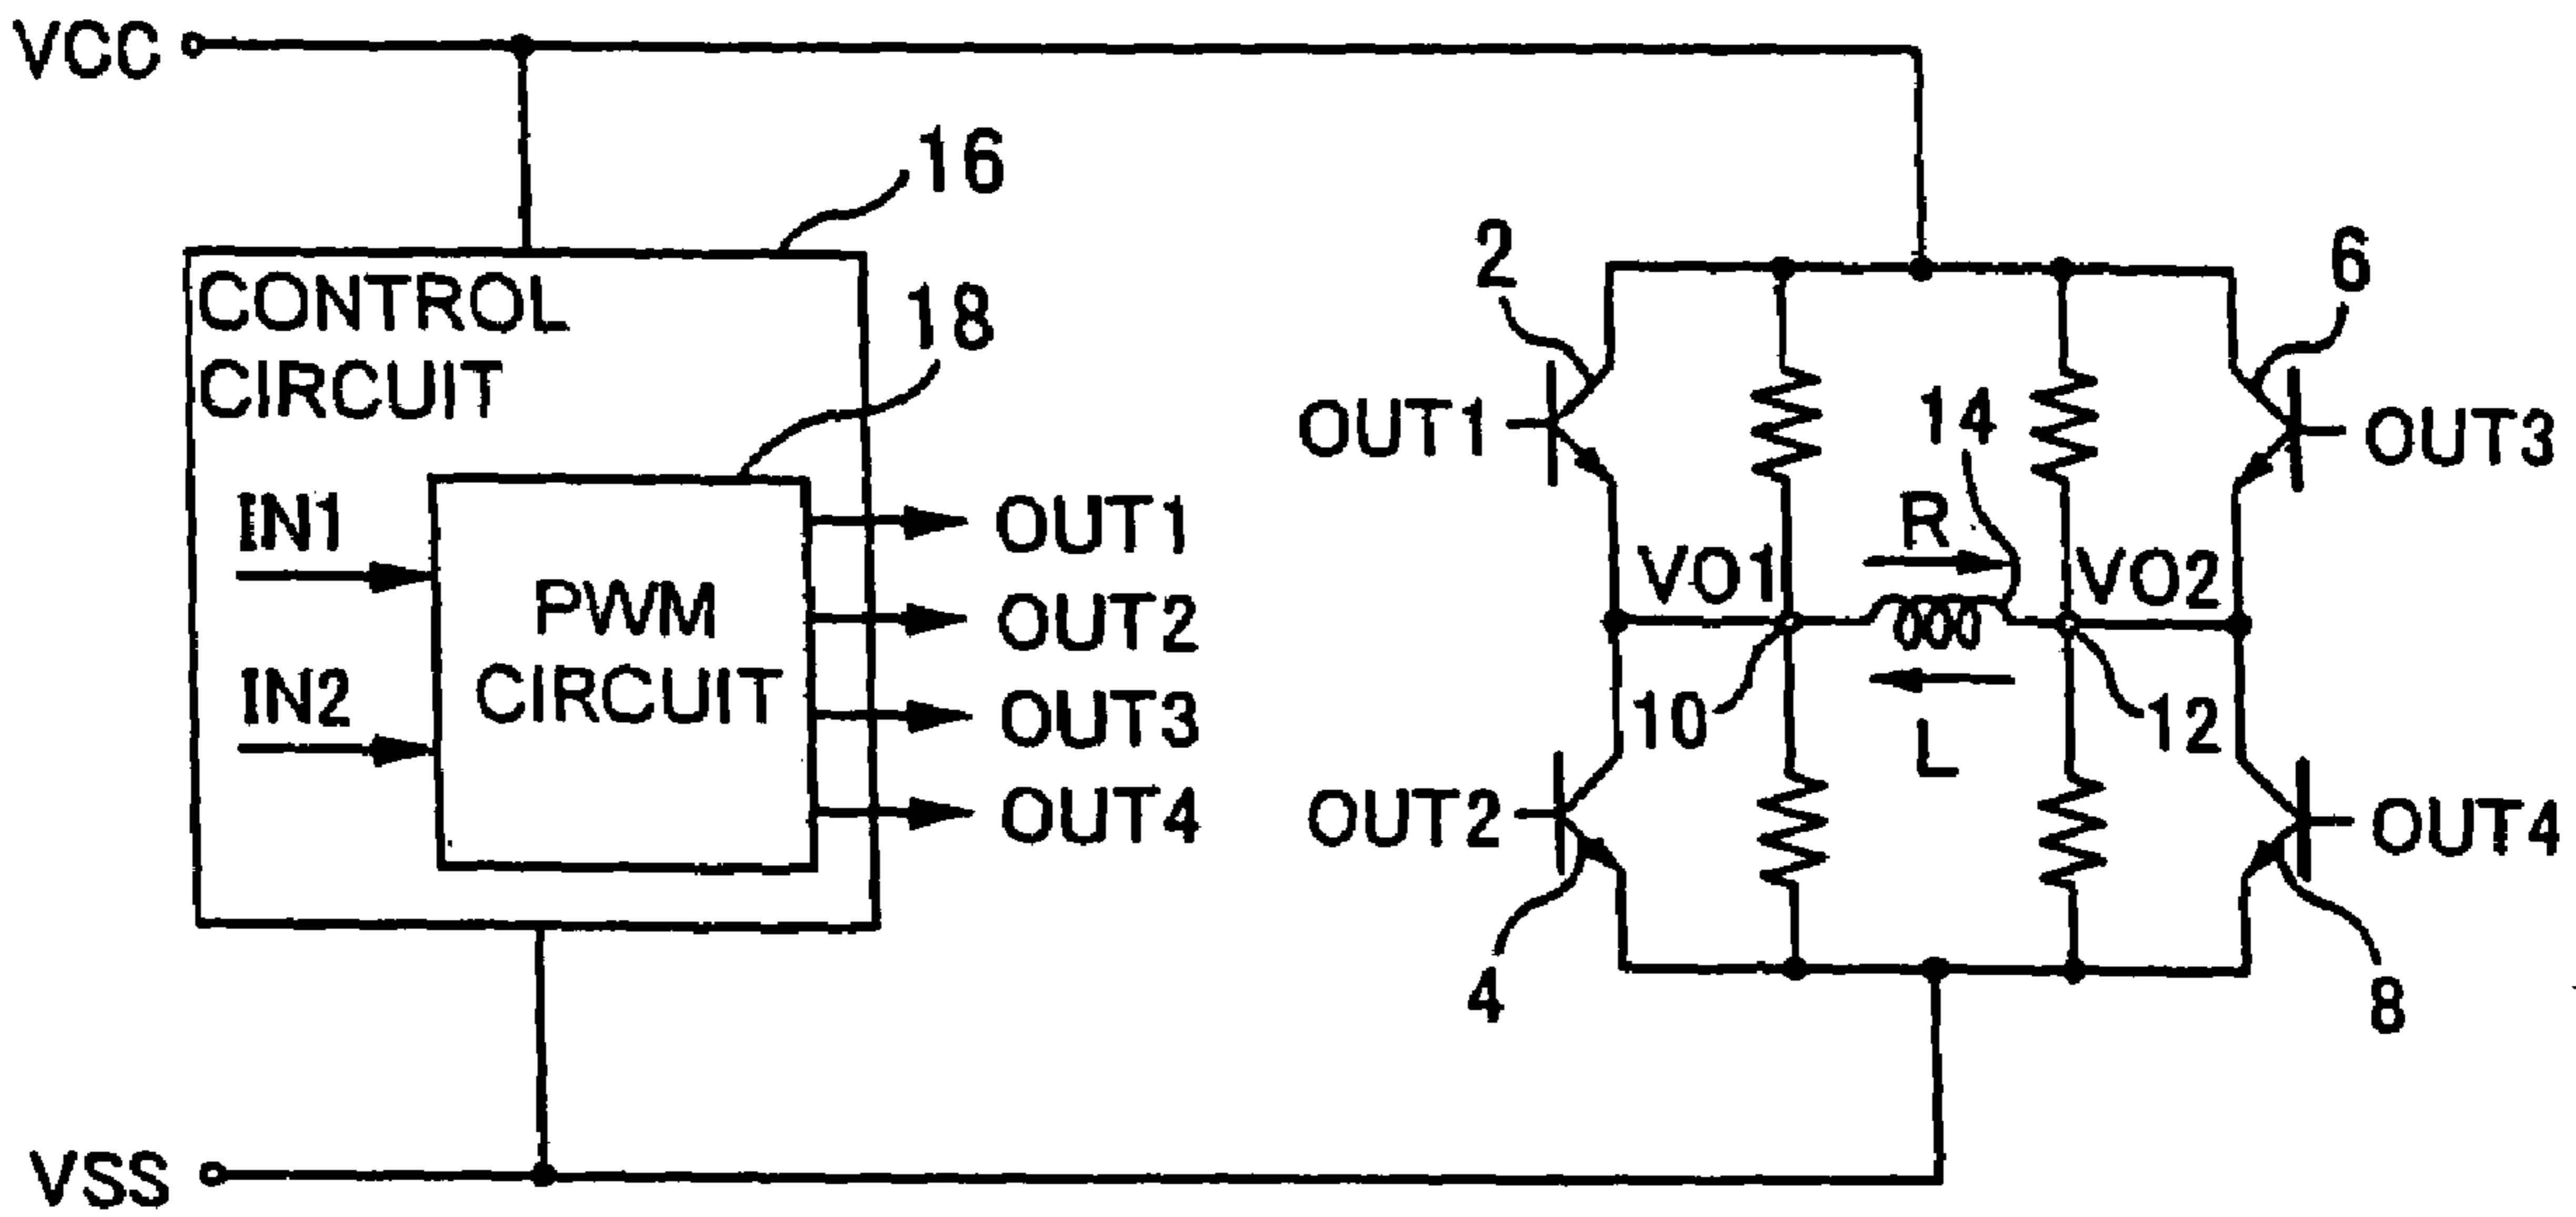 VCC
16
CONTROL
CIRCUIT
18
IN1
IN2
PWM
CIRCUIT
OUT1
OUT2
OUT3
OUT4
2
6
OUT1
14
OUT3
R
VO1
VO2
10
12
L
OUT2
OUT4
4
8
VSS